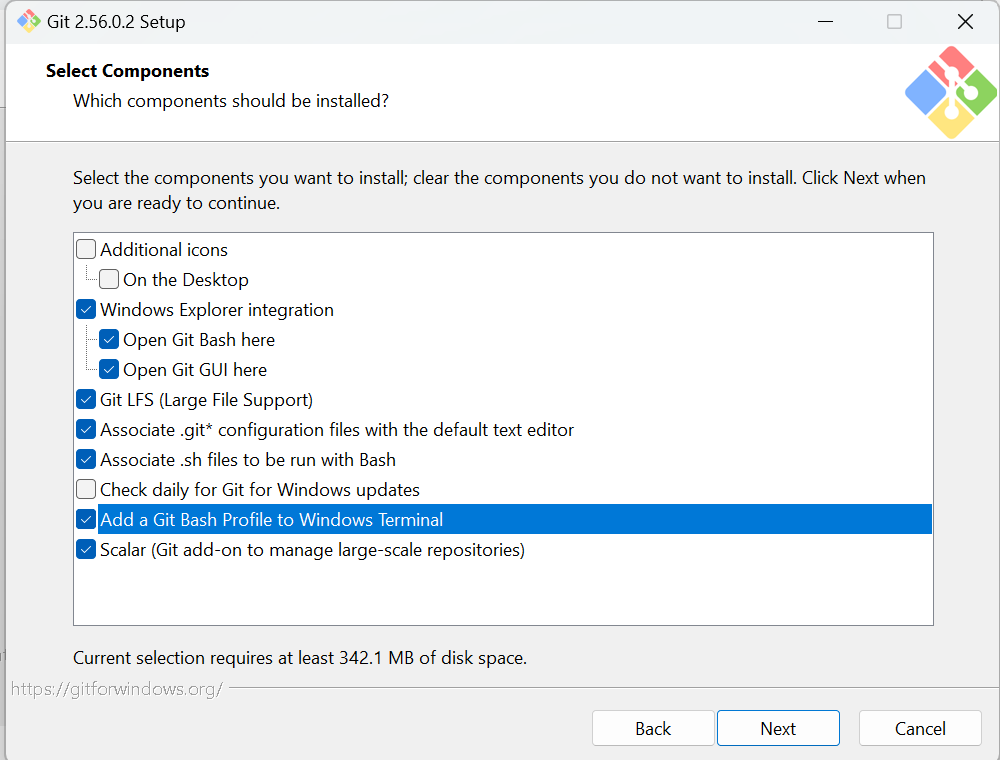 Git 2.56.0.2 Setup
Select Components
Which components should be installed?
Select the components you want to install; clear the components you do not want to install. Click Next when
you are ready to continue.
Additional icons
On the Desktop
Windows Explorer integration
Open Git Bash here
Open Git GUI here
Git LFS (Large File Support)
Associate .git* configuration files with the default text editor
Associate .sh files to be run with Bash
Check daily for Git for Windows updates
Add a Git Bash Profile to Windows Terminal
Scalar (Git add-on to manage large-scale repositories)
Current selection requires at least 342.1 MB of disk space.
https://gitforwindows.org/
Back
Next
Cancel